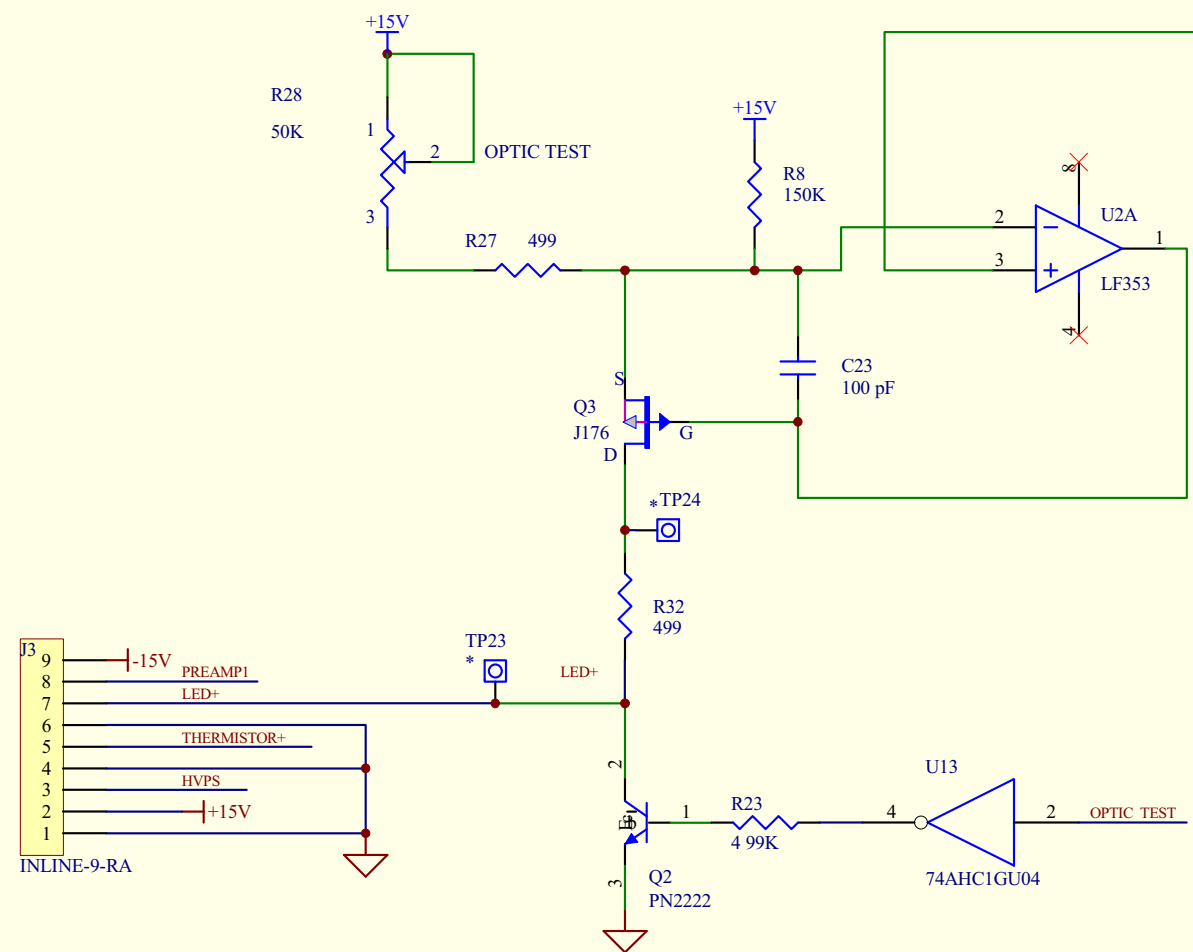 +15V
R28
50K
1
2
3
OPTIC TEST
R27 499
+15V
R8
150K
8
2
3
1
4
U2A
LF353
C23
100 pF
S
Q3
J176
D
G
*TP24
R32
499
TP23
*
LED+
J3
9 -15V
8 PREAMP1
7 LED+
6
5 THERMISTOR+
4
3 HVPS
2 +15V
1
INLINE-9-RA
2
1
3
R23
4 99K
Q2
PN2222
U13
4
2
OPTIC TEST
74AHC1GU04